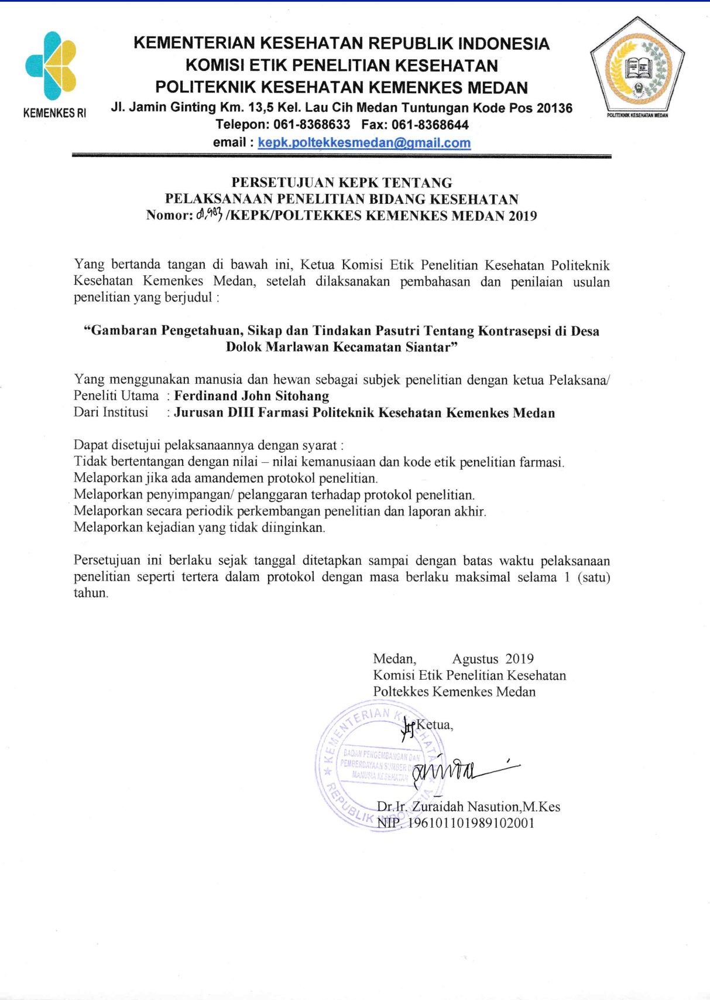 KEMENTERIAN KESEHATAN REPUBLIK INDONESIA
KOMISI ETIK PENELITIAN KESEHATAN
POLITEKNIK KESEHATAN KEMENKES MEDAN
Jl. Jamin Ginting Km. 13,5 Kel. Lau Cih Medan Tuntungan Kode Pos 20136
Telepon: 061-8368633 Fax: 061-8368644
email : kepk.poltekkesmedan@gmail.com
KEMENKES RI
POLITEKNIK KESEHATAN MEDAN
PERSETUJUAN KEPK TENTANG
PELAKSANAAN PENELITIAN BIDANG KESEHATAN
Nomor: /KEPK/POLTEKKES KEMENKES MEDAN 2019
Yang bertanda tangan di bawah ini, Ketua Komisi Etik Penelitian Kesehatan Politeknik
Kesehatan Kemenkes Medan, setelah dilaksanakan pembahasan dan penilaian usulan
penelitian yang berjudul :
“Gambaran Pengetahuan, Sikap dan Tindakan Pasutri Tentang Kontrasepsi di Desa
Dolok Marlawan Kecamatan Siantar”
Yang menggunakan manusia dan hewan sebagai subjek penelitian dengan ketua Pelaksana/
Peneliti Utama : Ferdinand John Sitohang
Dari Institusi : Jurusan DIII Farmasi Politeknik Kesehatan Kemenkes Medan
Dapat disetujui pelaksanaannya dengan syarat :
Tidak bertentangan dengan nilai – nilai kemanusiaan dan kode etik penelitian farmasi.
Melaporkan jika ada amandemen protokol penelitian.
Melaporkan penyimpangan/ pelanggaran terhadap protokol penelitian.
Melaporkan secara periodik perkembangan penelitian dan laporan akhir.
Melaporkan kejadian yang tidak diinginkan.
Persetujuan ini berlaku sejak tanggal ditetapkan sampai dengan batas waktu pelaksanaan
penelitian seperti tertera dalam protokol dengan masa berlaku maksimal selama 1 (satu)
tahun.
Medan, Agustus 2019
Komisi Etik Penelitian Kesehatan
Poltekkes Kemenkes Medan
Ketua,
KEMENTERIAN KESEHATAN
BADAN PENGEMBANGAN DAN
PEMBERDAYAAN SUMBER DAYA
MANUSIA KESEHATAN
REPUBLIK INDONESIA
Dr.Ir. Zuraidah Nasution,M.Kes
NIP. 196101101989102001